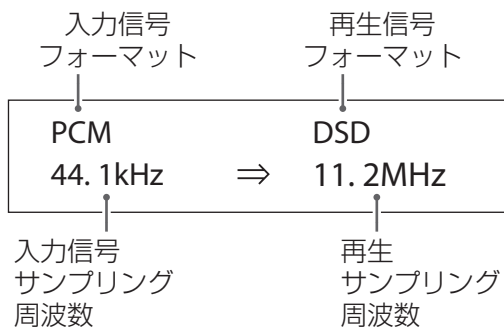 入力信号
フォーマット
再生信号
フォーマット
PCM DSD
44. 1kHz ⇒ 11. 2MHz
入力信号
サンプリング
周波数
再生
サンプリング
周波数